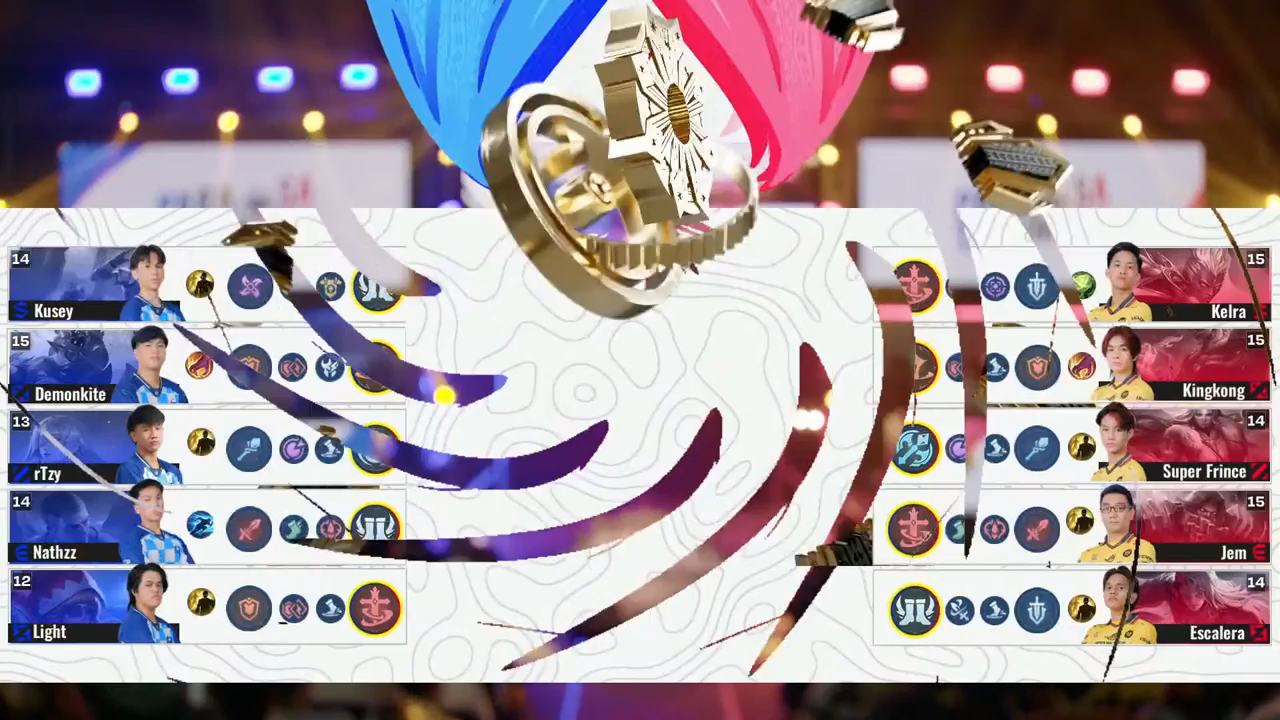 14
Kusey
15
Demonkite
13
rTzy
14
Nathzz
12
Light
15
Kelra
15
Kingkong
14
Super Frince
15
Jem
14
Escalera